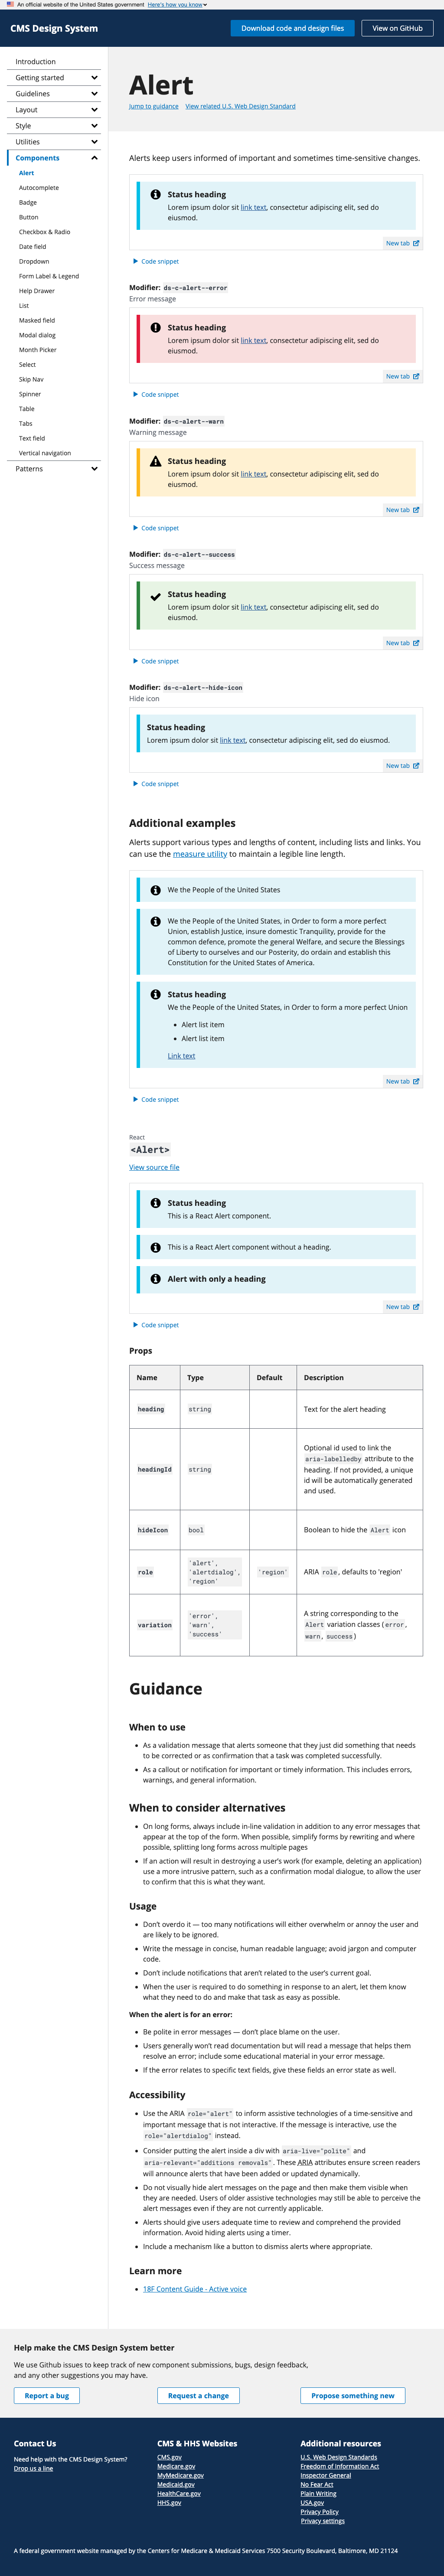 An official website of the United States government Here's how you know
CMS Design System
Download code and design files
View on GitHub
Introduction
Getting started
Guidelines
Layout
Style
Utilities
Components
Alert
Autocomplete
Badge
Button
Checkbox & Radio
Date field
Dropdown
Form Label & Legend
Help Drawer
List
Masked field
Modal dialog
Month Picker
Select
Skip Nav
Spinner
Table
Tabs
Text field
Vertical navigation
Patterns
Alert
Jump to guidance View related U.S. Web Design Standard
Alerts keep users informed of important and sometimes time-sensitive changes.
Status heading
Lorem ipsum dolor sit link text, consectetur adipiscing elit, sed do
eiusmod.
New tab
Code snippet
Modifier: ds-c-alert--error
Error message
Status heading
Lorem ipsum dolor sit link text, consectetur adipiscing elit, sed do
eiusmod.
New tab
Code snippet
Modifier: ds-c-alert--warn
Warning message
Status heading
Lorem ipsum dolor sit link text, consectetur adipiscing elit, sed do
eiusmod.
New tab
Code snippet
Modifier: ds-c-alert--success
Success message
Status heading
Lorem ipsum dolor sit link text, consectetur adipiscing elit, sed do
eiusmod.
New tab
Code snippet
Modifier: ds-c-alert--hide-icon
Hide icon
Status heading
Lorem ipsum dolor sit link text, consectetur adipiscing elit, sed do eiusmod.
New tab
Code snippet
Additional examples
Alerts support various types and lengths of content, including lists and links. You
can use the measure utility to maintain a legible line length.
We the People of the United States
We the People of the United States, in Order to form a more perfect
Union, establish Justice, insure domestic Tranquility, provide for the
common defence, promote the general Welfare, and secure the Blessings
of Liberty to ourselves and our Posterity, do ordain and establish this
Constitution for the United States of America.
Status heading
We the People of the United States, in Order to form a more perfect Union
• Alert list item
• Alert list item
Link text
New tab
Code snippet
React
<Alert>
View source file
Status heading
This is a React Alert component.
This is a React Alert component without a heading.
Alert with only a heading
New tab
Code snippet
Props
Name Type Default Description
heading string Text for the alert heading
headingId string Optional id used to link the
aria-labelledby attribute to the
heading. If not provided, a unique
id will be automatically generated
and used.
hideIcon bool Boolean to hide the Alert icon
role 'alert',
'alertdialog',
'region'
'region' ARIA role, defaults to 'region'
variation 'error',
'warn',
'success'
A string corresponding to the
Alert variation classes (error,
warn, success)
Guidance
When to use
• As a validation message that alerts someone that they just did something that needs
to be corrected or as confirmation that a task was completed successfully.
• As a callout or notification for important or timely information. This includes errors,
warnings, and general information.
When to consider alternatives
• On long forms, always include in-line validation in addition to any error messages that
appear at the top of the form. When possible, simplify forms by rewriting and where
possible, splitting long forms across multiple pages
• If an action will result in destroying a user's work (for example, deleting an application)
use a more intrusive pattern, such as a confirmation modal dialogue, to allow the user
to confirm that this is what they want.
Usage
• Don't overdo it — too many notifications will either overwhelm or annoy the user and
are likely to be ignored.
• Write the message in concise, human readable language; avoid jargon and computer
code.
• Don't include notifications that aren't related to the user's current goal.
• When the user is required to do something in response to an alert, let them know
what they need to do and make that task as easy as possible.
When the alert is for an error:
• Be polite in error messages — don't place blame on the user.
• Users generally won't read documentation but will read a message that helps them
resolve an error; include some educational material in your error message.
• If the error relates to specific text fields, give these fields an error state as well.
Accessibility
• Use the ARIA role="alert" to inform assistive technologies of a time-sensitive and
important message that is not interactive. If the message is interactive, use the
role="alertdialog" instead.
• Consider putting the alert inside a div with aria-live="polite" and
aria-relevant="additions removals". These ARIA attributes ensure screen readers
will announce alerts that have been added or updated dynamically.
• Do not visually hide alert messages on the page and then make them visible when
they are needed. Users of older assistive technologies may still be able to perceive the
alert messages even if they are not currently applicable.
• Alerts should give users adequate time to review and comprehend the provided
information. Avoid hiding alerts using a timer.
• Include a mechanism like a button to dismiss alerts where appropriate.
Learn more
• 18F Content Guide - Active voice
Help make the CMS Design System better
We use Github issues to keep track of new component submissions, bugs, design feedback,
and any other suggestions you may have.
Report a bug
Request a change
Propose something new
Contact Us
Need help with the CMS Design System?
Drop us a line
CMS & HHS Websites
CMS.gov
Medicare.gov
MyMedicare.gov
Medicaid.gov
HealthCare.gov
HHS.gov
Additional resources
U.S. Web Design Standards
Freedom of Information Act
Inspector General
No Fear Act
Plain Writing
USA.gov
Privacy Policy
Privacy settings
A federal government website managed by the Centers for Medicare & Medicaid Services 7500 Security Boulevard, Baltimore, MD 21124